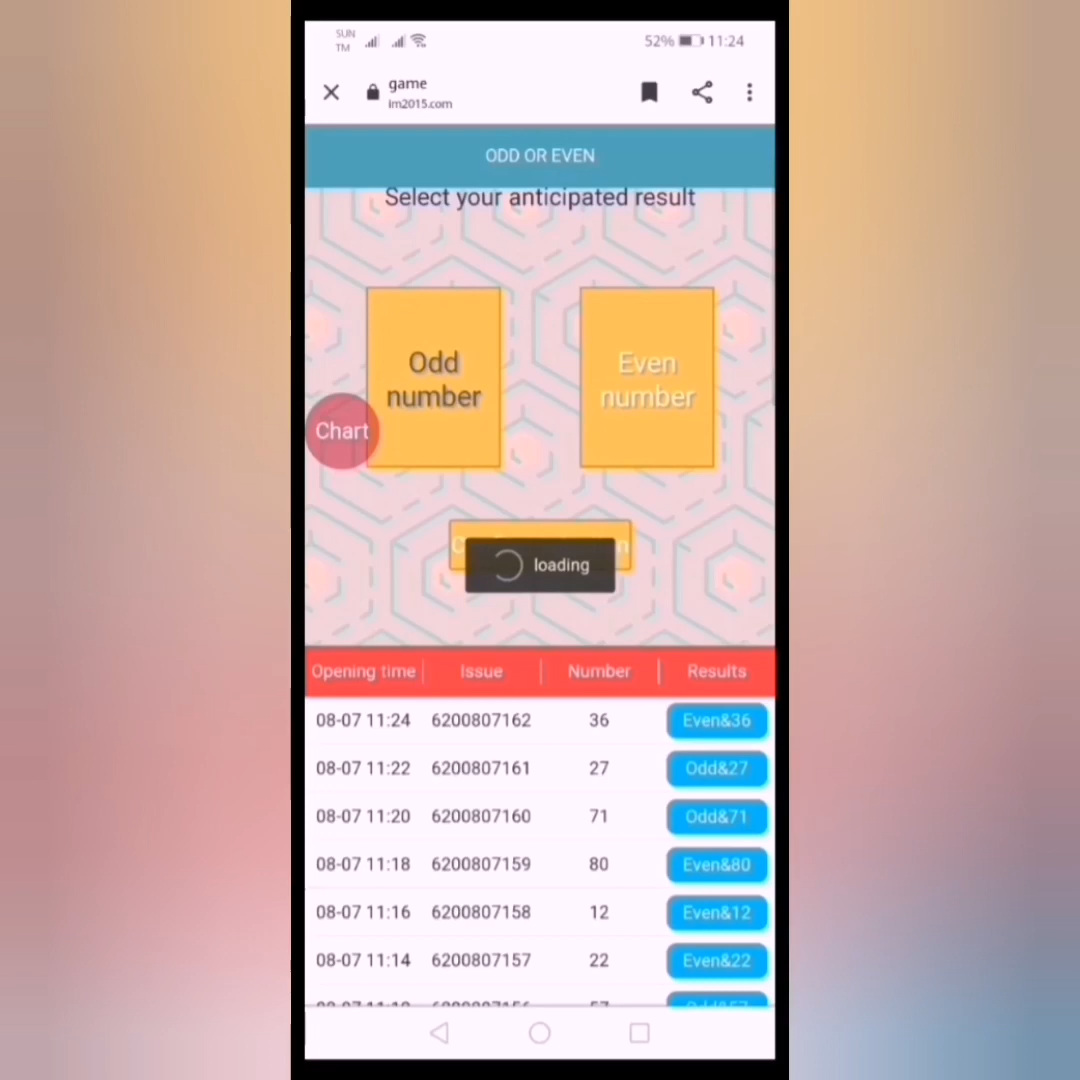 SUN
TM
52% 11:24
game
im2015.com
ODD OR EVEN
Select your anticipated result
Odd
number
Even
number
Chart
loading
Opening time Issue Number Results
08-07 11:24 6200807162 36 Even&36
08-07 11:22 6200807161 27 Odd&27
08-07 11:20 6200807160 71 Odd&71
08-07 11:18 6200807159 80 Even&80
08-07 11:16 6200807158 12 Even&12
08-07 11:14 6200807157 22 Even&22